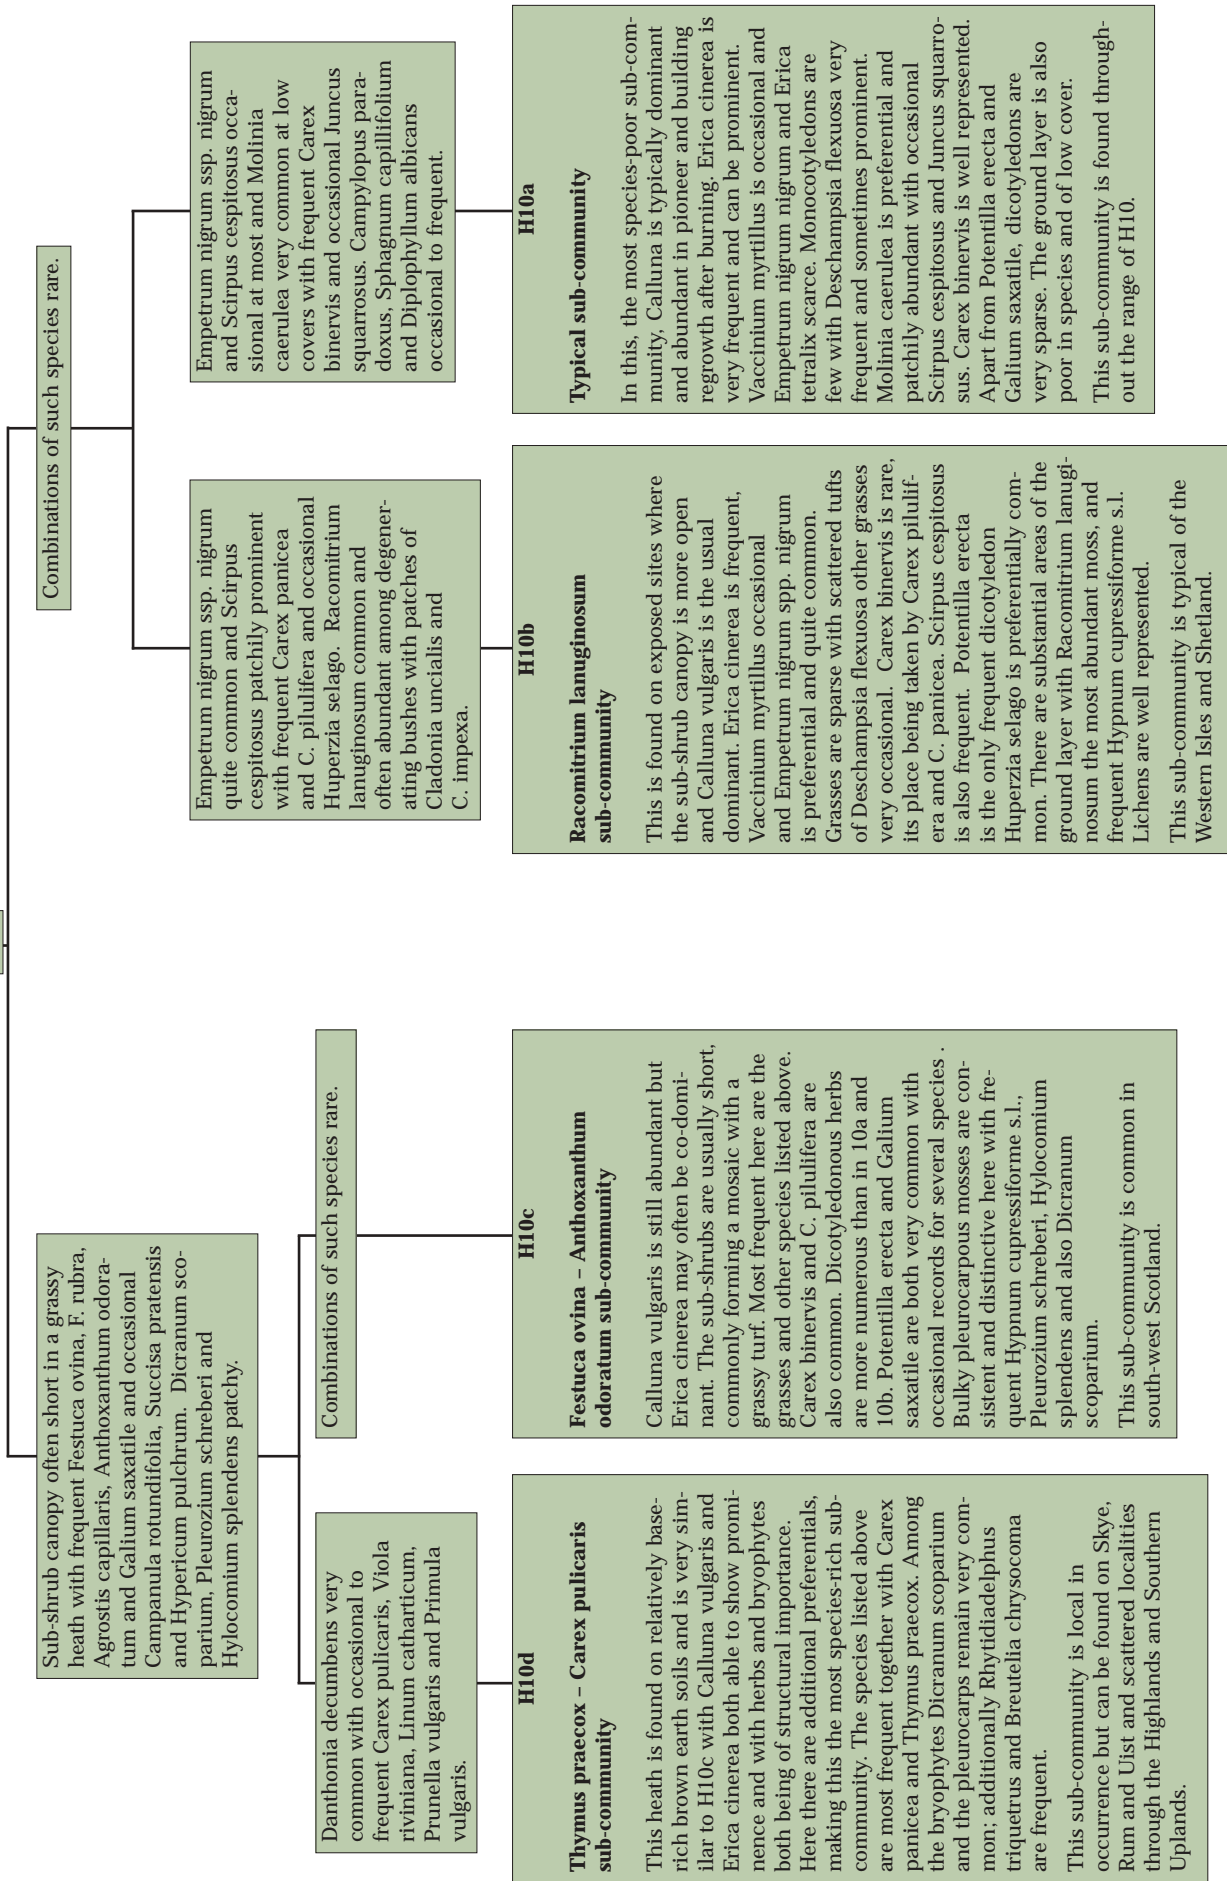 Sub-shrub canopy often short in a grassy
heath with frequent Festuca ovina, F. rubra,
Agrostis capillaris, Anthoxanthum odora-
tum and Galium saxatile and occasional
Campanula rotundifolia, Succisa pratensis
and Hypericum pulchrum. Dicranum sco-
parium, Pleurozium schreberi and
Hylocomium splendens patchy.
Combinations of such species rare.
Danthonia decumbens very
common with occasional to
frequent Carex pulicaris, Viola
riviniana, Linum catharticum,
Prunella vulgaris and Primula
vulgaris.
Combinations of such species rare.
Empetrum nigrum ssp. nigrum
quite common and Scirpus
cespitosus patchily prominent
with frequent Carex panicea
and C. pilulifera and occasional
Huperzia selago. Racomitrium
lanuginosum common and
often abundant among degener-
ating bushes with patches of
Cladonia uncialis and
C. impexa.
Empetrum nigrum ssp. nigrum
and Scirpus cespitosus occa-
sional at most and Molinia
caerulea very common at low
covers with frequent Carex
binervis and occasional Juncus
squarrosus. Campylopus para-
doxus, Sphagnum capillifolium
and Diplophyllum albicans
occasional to frequent.
H10d
Thymus praecox – Carex pulicaris
sub-community
This heath is found on relatively base-
rich brown earth soils and is very sim-
ilar to H10c with Calluna vulgaris and
Erica cinerea both able to show promi-
nence and with herbs and bryophytes
both being of structural importance.
Here there are additional preferentials,
making this the most species-rich sub-
community. The species listed above
are most frequent together with Carex
panicea and Thymus praecox. Among
the bryophytes Dicranum scoparium
and the pleurocarps remain very com-
mon; additionally Rhytidiadelphus
triquetrus and Breutelia chrysocoma
are frequent.
This sub-community is local in
occurrence but can be found on Skye,
Rum and Uist and scattered localities
through the Highlands and Southern
Uplands.
H10c
Festuca ovina – Anthoxanthum
odoratum sub-community
Calluna vulgaris is still abundant but
Erica cinerea may often be co-domi-
nant. The sub-shrubs are usually short,
commonly forming a mosaic with a
grassy turf. Most frequent here are the
grasses and other species listed above.
Carex binervis and C. pilulifera are
also common. Dicotyledonous herbs
are more numerous than in 10a and
10b. Potentilla erecta and Galium
saxatile are both very common with
occasional records for several species .
Bulky pleurocarpous mosses are con-
sistent and distinctive here with fre-
quent Hypnum cupressiforme s.l.,
Pleurozium schreberi, Hylocomium
splendens and also Dicranum
scoparium.
This sub-community is common in
south-west Scotland.
H10b
Racomitrium lanuginosum
sub-community
This is found on exposed sites where
the sub-shrub canopy is more open
and Calluna vulgaris is the usual
dominant. Erica cinerea is frequent,
Vaccinium myrtillus occasional
and Empetrum nigrum spp. nigrum
is preferential and quite common.
Grasses are sparse with scattered tufts
of Deschampsia flexuosa other grasses
very occasional. Carex binervis is rare,
its place being taken by Carex pilulif-
era and C. panicea. Scirpus cespitosus
is also frequent. Potentilla erecta
is the only frequent dicotyledon
Huperzia selago is preferentially com-
mon. There are substantial areas of the
ground layer with Racomitrium lanugi-
nosum the most abundant moss, and
frequent Hypnum cupressiforme s.l.
Lichens are well represented.
This sub-community is typical of the
Western Isles and Shetland.
H10a
Typical sub-community
In this, the most species-poor sub-com-
munity, Calluna is typically dominant
and abundant in pioneer and building
regrowth after burning, Erica cinerea is
very frequent and can be prominent.
Vaccinium myrtillus is occasional and
Empetrum nigrum nigrum and Erica
tetralix scarce. Monocotyledons are
few with Deschampsia flexuosa very
frequent and sometimes prominent.
Molinia caerulea is preferential and
patchily abundant with occasional
Scirpus cespitosus and Juncus squarro-
sus. Carex binervis is well represented.
Apart from Potentilla erecta and
Galium saxatile, dicotyledons are
very sparse. The ground layer is also
poor in species and of low cover.
This sub-community is found through-
out the range of H10.